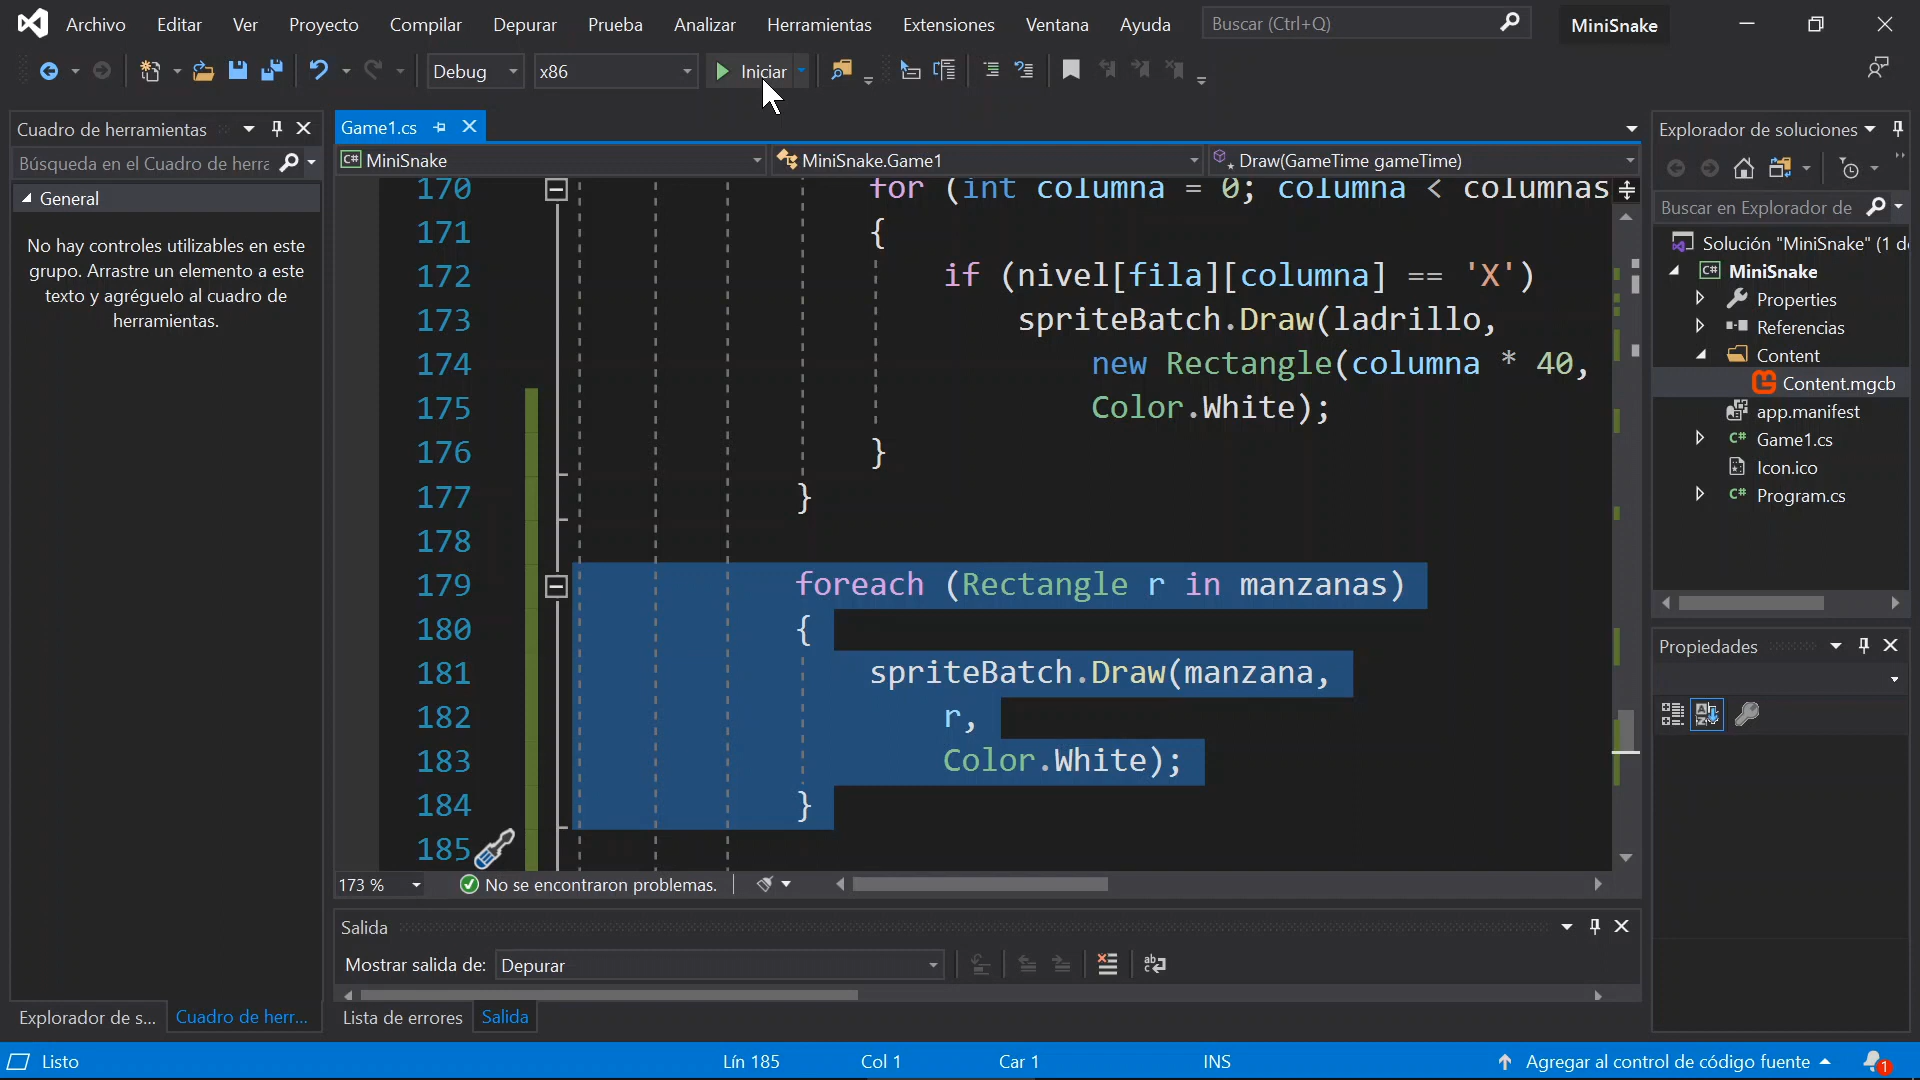 Archivo Editar Ver Proyecto Compilar Depurar Prueba Analizar Herramientas Extensiones Ventana Ayuda Buscar (Ctrl+Q) MiniSnake
Debug x86 Iniciar
Cuadro de herramientas
Búsqueda en el Cuadro de herra
General
No hay controles utilizables en este
grupo. Arrastre un elemento a este
texto y agréguelo al cuadro de
herramientas.
Explorador de s... Cuadro de herr...
Game1.cs
MiniSnake MiniSnake.Game1 Draw(GameTime gameTime)
170 for (int columna = 0; columna < columnas
171 {
172 if (nivel[fila][columna] == 'X')
173 spriteBatch.Draw(ladrillo,
174 new Rectangle(columna * 40,
175 Color.White);
176 }
177 }
178
179 foreach (Rectangle r in manzanas)
180 {
181 spriteBatch.Draw(manzana,
182 r,
183 Color.White);
184 }
185
173 % No se encontraron problemas.
Salida
Mostrar salida de: Depurar
Lista de errores Salida
Explorador de soluciones
Buscar en Explorador de
Solución "MiniSnake" (1 de
MiniSnake
Properties
Referencias
Content
Content.mgcb
app.manifest
Game1.cs
Icon.ico
Program.cs
Propiedades
Listo Lín 185 Col 1 Car 1 INS Agregar al control de código fuente 1